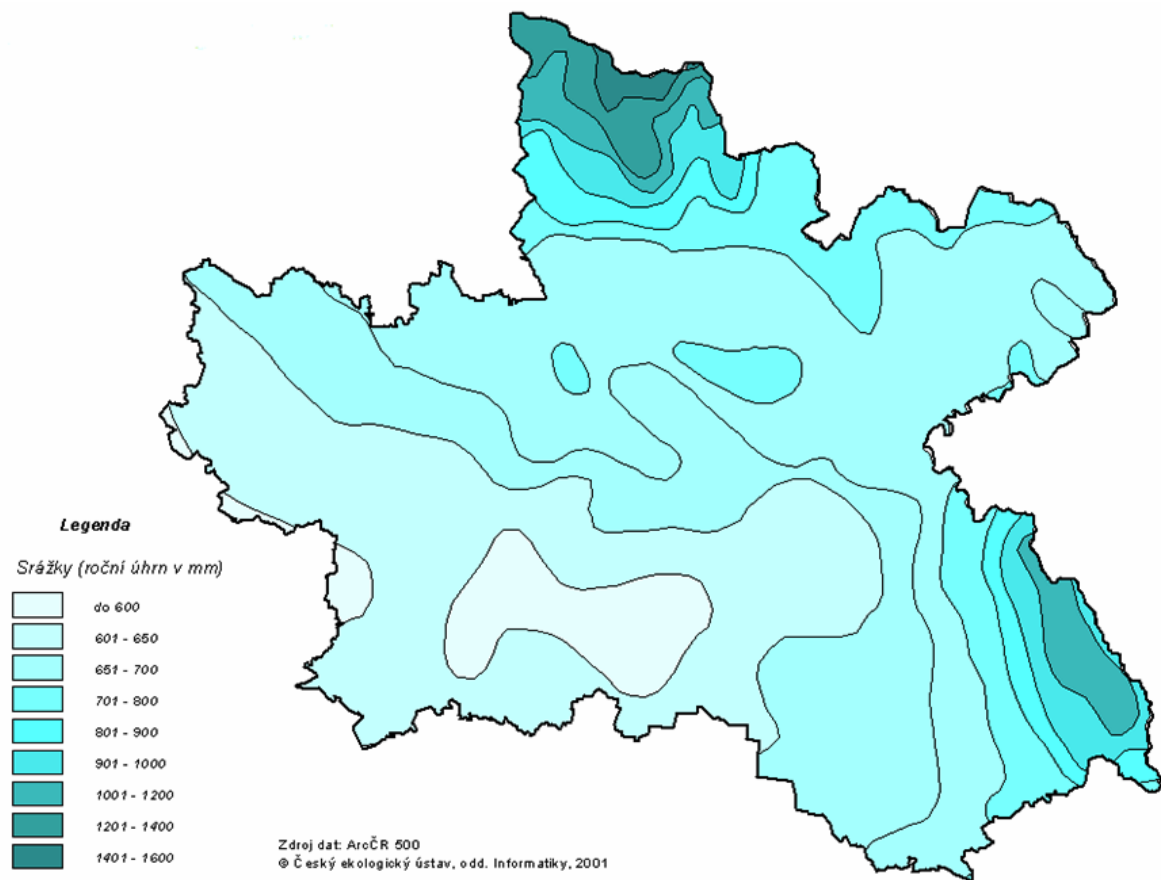 Legenda
Srážky (roční úhrn v mm)
do 600
601 - 650
651 - 700
701 - 800
801 - 900
901 - 1000
1001 - 1200
1201 - 1400
1401 - 1600
Zdroj dat: ArcČR 500
© Český ekologický ústav, odd. Informatiky, 2001